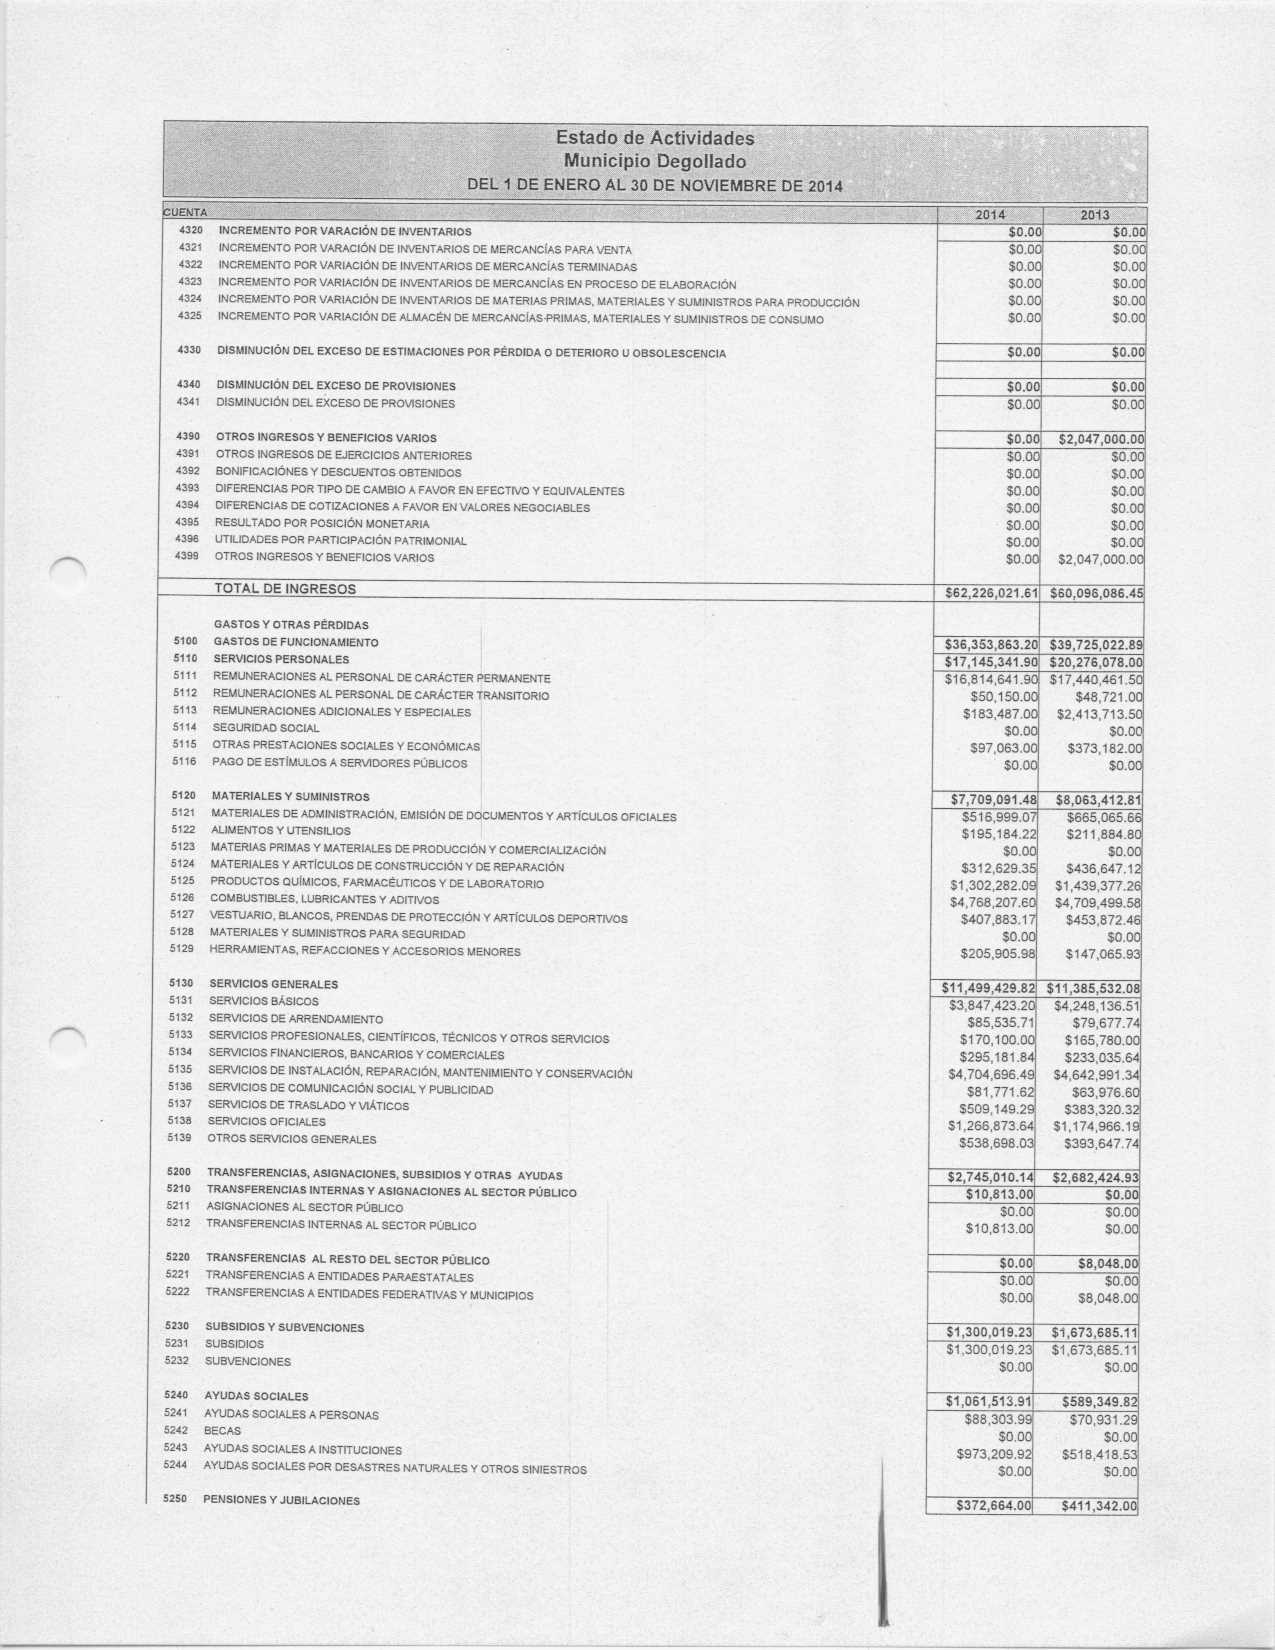 Estado de Actividades
Municipio Degollado
DEL 1 DE ENERO AL 30 DE NOVIEMBRE DE 2014
CUENTA 2014 2013
4320 INCREMENTO POR VARACIÓN DE INVENTARIOS $0.00 $0.00
4321 INCREMENTO POR VARACIÓN DE INVENTARIOS DE MERCANCÍAS PARA VENTA $0.00 $0.00
4322 INCREMENTO POR VARIACIÓN DE INVENTARIOS DE MERCANCÍAS TERMINADAS $0.00 $0.00
4323 INCREMENTO POR VARIACIÓN DE INVENTARIOS DE MERCANCÍAS EN PROCESO DE ELABORACIÓN $0.00 $0.00
4324 INCREMENTO POR VARIACIÓN DE INVENTARIOS DE MATERIAS PRIMAS, MATERIALES Y SUMINISTROS PARA PRODUCCIÓN $0.00 $0.00
4325 INCREMENTO POR VARIACIÓN DE ALMACÉN DE MERCANCÍAS-PRIMAS, MATERIALES Y SUMINISTROS DE CONSUMO $0.00 $0.00
4330 DISMINUCIÓN DEL EXCESO DE ESTIMACIONES POR PÉRDIDA O DETERIORO U OBSOLESCENCIA $0.00 $0.00
4340 DISMINUCIÓN DEL EXCESO DE PROVISIONES $0.00 $0.00
4341 DISMINUCIÓN DEL EXCESO DE PROVISIONES $0.00 $0.00
4390 OTROS INGRESOS Y BENEFICIOS VARIOS $0.00 $2,047,000.00
4391 OTROS INGRESOS DE EJERCICIOS ANTERIORES $0.00 $0.00
4392 BONIFICACIÓNES Y DESCUENTOS OBTENIDOS $0.00 $0.00
4393 DIFERENCIAS POR TIPO DE CAMBIO A FAVOR EN EFECTIVO Y EQUIVALENTES $0.00 $0.00
4394 DIFERENCIAS DE COTIZACIONES A FAVOR EN VALORES NEGOCIABLES $0.00 $0.00
4395 RESULTADO POR POSICIÓN MONETARIA $0.00 $0.00
4396 UTILIDADES POR PARTICIPACIÓN PATRIMONIAL $0.00 $0.00
4399 OTROS INGRESOS Y BENEFICIOS VARIOS $0.00 $2,047,000.00
TOTAL DE INGRESOS $62,226,021.61 $60,096,086.45
GASTOS Y OTRAS PÉRDIDAS
5100 GASTOS DE FUNCIONAMIENTO $36,353,863.20 $39,725,022.89
5110 SERVICIOS PERSONALES $17,145,341.90 $20,276,078.00
5111 REMUNERACIONES AL PERSONAL DE CARÁCTER PERMANENTE $16,814,641.90 $17,440,461.50
5112 REMUNERACIONES AL PERSONAL DE CARÁCTER TRANSITORIO $50,150.00 $48,721.00
5113 REMUNERACIONES ADICIONALES Y ESPECIALES $183,487.00 $2,413,713.50
5114 SEGURIDAD SOCIAL $0.00 $0.00
5115 OTRAS PRESTACIONES SOCIALES Y ECONÓMICAS $97,063.00 $373,182.00
5116 PAGO DE ESTÍMULOS A SERVIDORES PÚBLICOS $0.00 $0.00
5120 MATERIALES Y SUMINISTROS $7,709,091.48 $8,063,412.81
5121 MATERIALES DE ADMINISTRACIÓN, EMISIÓN DE DOCUMENTOS Y ARTÍCULOS OFICIALES $516,999.07 $665,065.66
5122 ALIMENTOS Y UTENSILIOS $195,184.22 $211,884.80
5123 MATERIAS PRIMAS Y MATERIALES DE PRODUCCIÓN Y COMERCIALIZACIÓN $0.00 $0.00
5124 MATERIALES Y ARTÍCULOS DE CONSTRUCCIÓN Y DE REPARACIÓN $312,629.35 $436,647.12
5125 PRODUCTOS QUÍMICOS, FARMACÉUTICOS Y DE LABORATORIO $1,302,282.09 $1,439,377.26
5126 COMBUSTIBLES, LUBRICANTES Y ADITIVOS $4,768,207.60 $4,709,499.58
5127 VESTUARIO, BLANCOS, PRENDAS DE PROTECCIÓN Y ARTÍCULOS DEPORTIVOS $407,883.17 $453,872.46
5128 MATERIALES Y SUMINISTROS PARA SEGURIDAD $0.00 $0.00
5129 HERRAMIENTAS, REFACCIONES Y ACCESORIOS MENORES $205,905.98 $147,065.93
5130 SERVICIOS GENERALES $11,499,429.82 $11,385,532.08
5131 SERVICIOS BÁSICOS $3,847,423.20 $4,248,136.51
5132 SERVICIOS DE ARRENDAMIENTO $85,535.71 $79,677.74
5133 SERVICIOS PROFESIONALES, CIENTÍFICOS, TÉCNICOS Y OTROS SERVICIOS $170,100.00 $165,780.00
5134 SERVICIOS FINANCIEROS, BANCARIOS Y COMERCIALES $295,181.84 $233,035.64
5135 SERVICIOS DE INSTALACIÓN, REPARACIÓN, MANTENIMIENTO Y CONSERVACIÓN $4,704,696.49 $4,642,991.34
5136 SERVICIOS DE COMUNICACIÓN SOCIAL Y PUBLICIDAD $81,771.62 $63,976.60
5137 SERVICIOS DE TRASLADO Y VIÁTICOS $509,149.29 $383,320.32
5138 SERVICIOS OFICIALES $1,266,873.64 $1,174,966.19
5139 OTROS SERVICIOS GENERALES $538,698.03 $393,647.74
5200 TRANSFERENCIAS, ASIGNACIONES, SUBSIDIOS Y OTRAS AYUDAS $2,745,010.14 $2,682,424.93
5210 TRANSFERENCIAS INTERNAS Y ASIGNACIONES AL SECTOR PÚBLICO $10,813.00 $0.00
5211 ASIGNACIONES AL SECTOR PÚBLICO $0.00 $0.00
5212 TRANSFERENCIAS INTERNAS AL SECTOR PÚBLICO $10,813.00 $0.00
5220 TRANSFERENCIAS AL RESTO DEL SECTOR PÚBLICO $0.00 $8,048.00
5221 TRANSFERENCIAS A ENTIDADES PARAESTATALES $0.00 $0.00
5222 TRANSFERENCIAS A ENTIDADES FEDERATIVAS Y MUNICIPIOS $0.00 $8,048.00
5230 SUBSIDIOS Y SUBVENCIONES $1,300,019.23 $1,673,685.11
5231 SUBSIDIOS $1,300,019.23 $1,673,685.11
5232 SUBVENCIONES $0.00 $0.00
5240 AYUDAS SOCIALES $1,061,513.91 $589,349.82
5241 AYUDAS SOCIALES A PERSONAS $88,303.99 $70,931.29
5242 BECAS $0.00 $0.00
5243 AYUDAS SOCIALES A INSTITUCIONES $973,209.92 $518,418.53
5244 AYUDAS SOCIALES POR DESASTRES NATURALES Y OTROS SINIESTROS $0.00 $0.00
5250 PENSIONES Y JUBILACIONES $372,664.00 $411,342.00